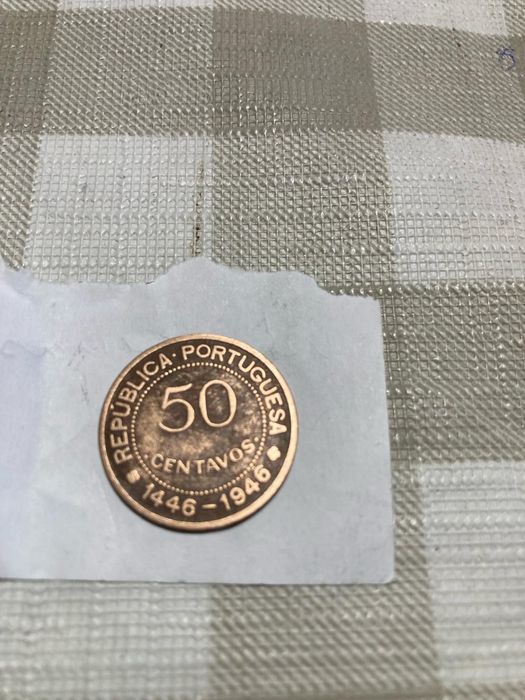 REPUBLICA · PORTUGUESA
50
CENTAVOS
1446 - 1946